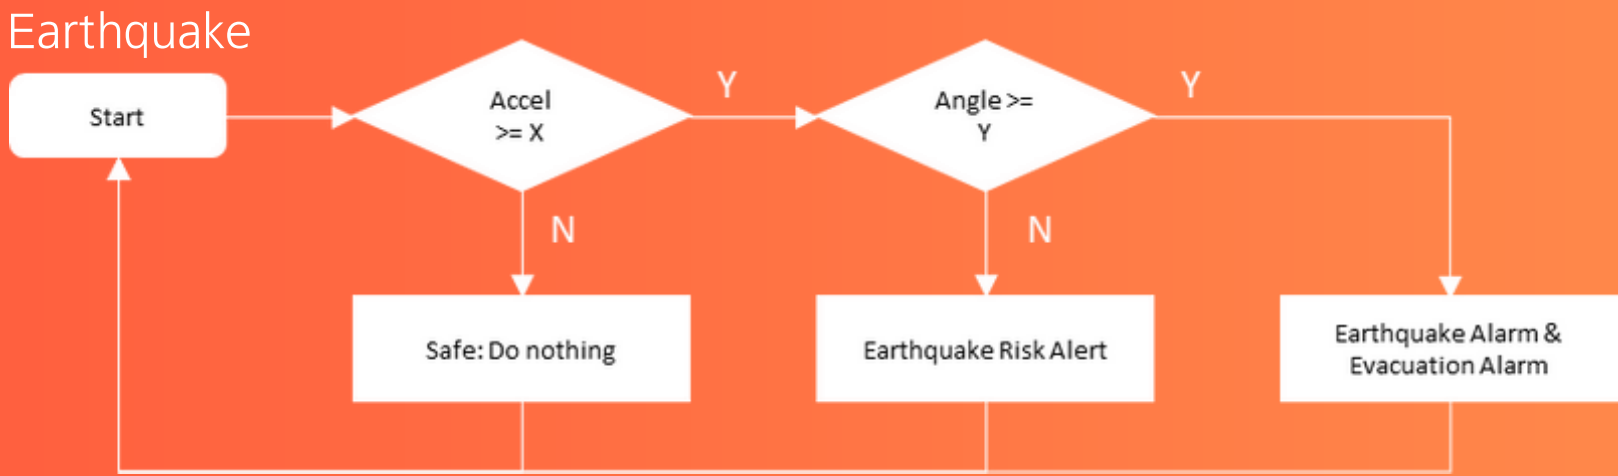 Earthquake
Start
Accel
>= X
Y
Angle >=
Y
Y
N
N
Safe: Do nothing
Earthquake Risk Alert
Earthquake Alarm &
Evacuation Alarm